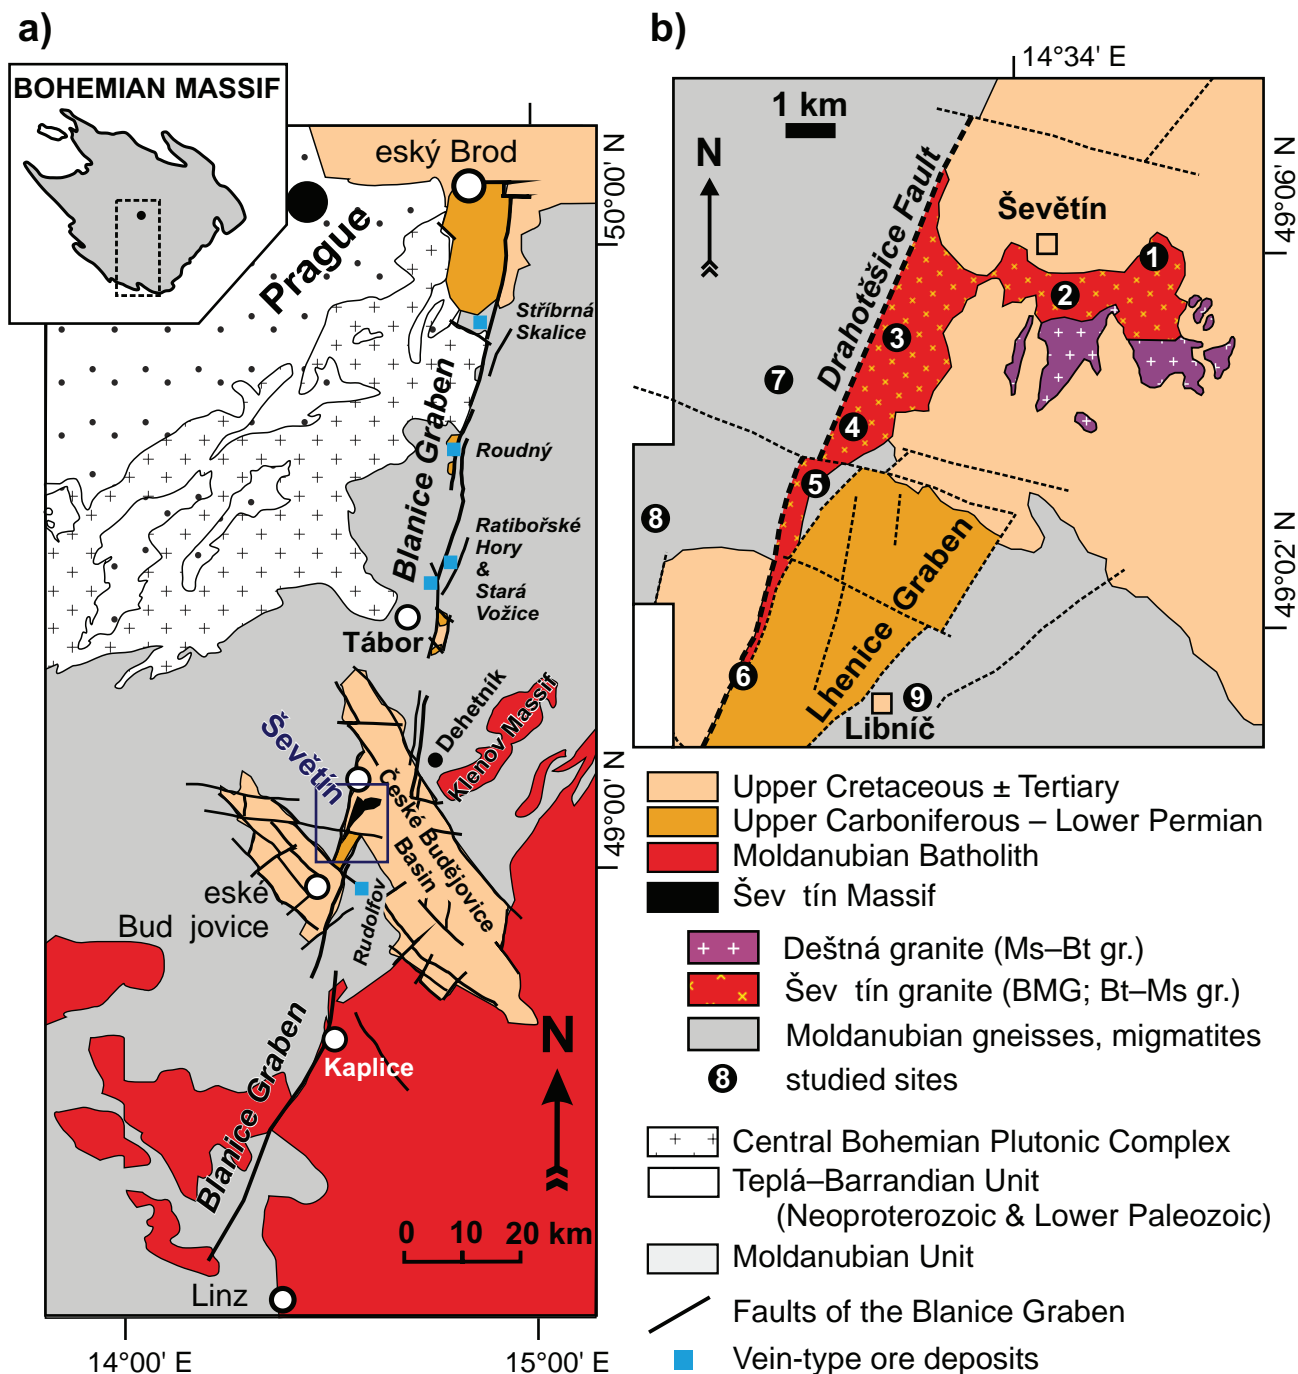 a)
BOHEMIAN MASSIF
eský Brod
50°00' N
Prague
Stříbrná
Skalice
Blanice Graben
Roudný
Ratibořské
Hory
&
Stará
Vožice
Tábor
Dehetník
Klenov Massif
Ševětín
České Budějovice
Basin
49°00' N
eské
Bud jovice
Rudolfov
Blanice Graben
Kaplice
N
0 10 20 km
Linz
14°00' E
15°00' E
b)
14°34' E
1 km
N
Drahotěšice Fault
Ševětín
49°06' N
1
2
3
7
4
5
8
Lhenice Graben
49°02' N
6
9
Libníč
Upper Cretaceous ± Tertiary
Upper Carboniferous – Lower Permian
Moldanubian Batholith
Šev tín Massif
Deštná granite (Ms–Bt gr.)
Šev tín granite (BMG; Bt–Ms gr.)
Moldanubian gneisses, migmatites
8 studied sites
Central Bohemian Plutonic Complex
Teplá–Barrandian Unit
(Neoproterozoic & Lower Paleozoic)
Moldanubian Unit
Faults of the Blanice Graben
Vein-type ore deposits